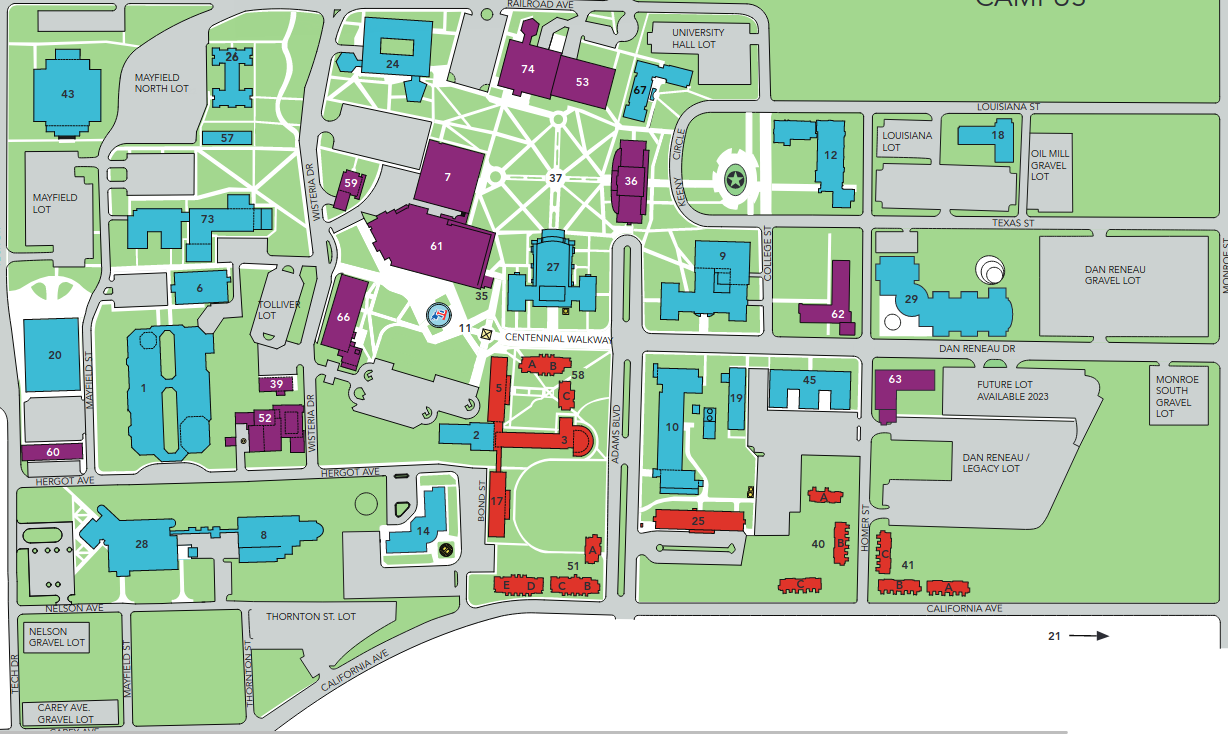 CAMPUS
RAILROAD AVE
UNIVERSITY
HALL LOT
24
26
43
MAYFIELD
NORTH LOT
74
53
67
LOUISIANA ST
57
CIRCLE
KEENY
LOUISIANA
LOT
18
12
OIL MILL
GRAVEL
LOT
WISTERIA DR
59
7
37
36
MAYFIELD
LOT
73
61
TEXAS ST
COLLEGE ST
MONROE ST
27
9
DAN RENEAU
GRAVEL LOT
6
35
29
TOLLIVER
LOT
66
11
62
CENTENNIAL WALKWAY
DAN RENEAU DR
20
MAYFIELD ST
1
39
5
A B
58
C
19
45
63
FUTURE LOT
AVAILABLE 2023
MONROE
SOUTH
GRAVEL
LOT
52
WISTERIA DR
2
3
ADAMS BLVD
10
60
DAN RENEAU /
LEGACY LOT
HERGOT AVE
HERGOT AVE
BOND ST
17
A
25
HOMER ST
28
8
14
40
B
C
A
51
41
E D
C B
C
B
A
NELSON AVE
CALIFORNIA AVE
THORNTON ST. LOT
NELSON
GRAVEL LOT
21
TECH DR
MAYFIELD ST
THORNTON ST
CALIFORNIA AVE
CAREY AVE.
GRAVEL LOT
CAREY AVE